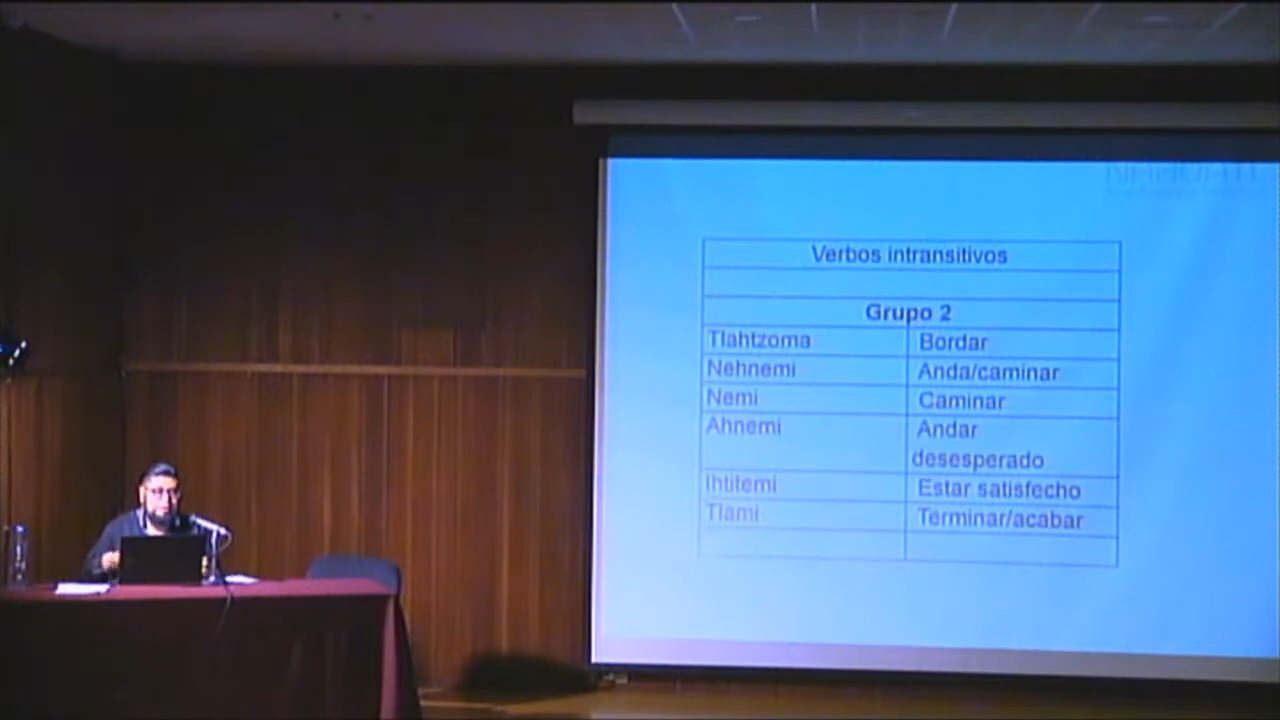 NAHUATL
Verbos intransitivos
Grupo 2
Tlahtzoma Bordar
Nehnemi Anda/caminar
Nemi Caminar
Ahnemi Andar
desesperado
Ihtitemi Estar satisfecho
Tlami Terminar/acabar